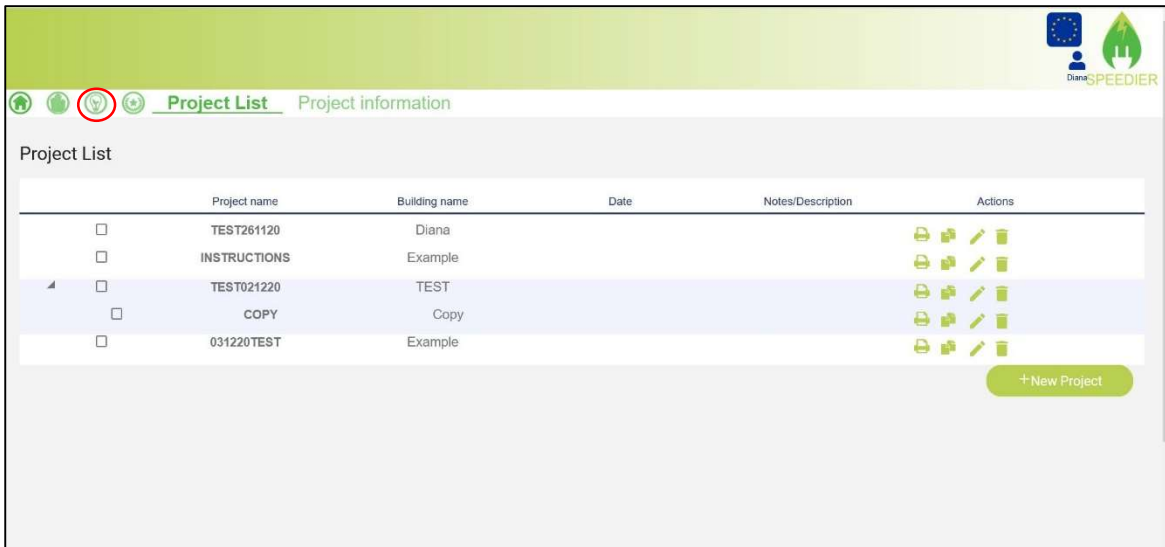 Diana SPEEDIER
Project List Project information
Project List
Project name Building name Date Notes/Description Actions
TEST261120 Diana
INSTRUCTIONS Example
TEST021220 TEST
COPY Copy
031220TEST Example
+New Project